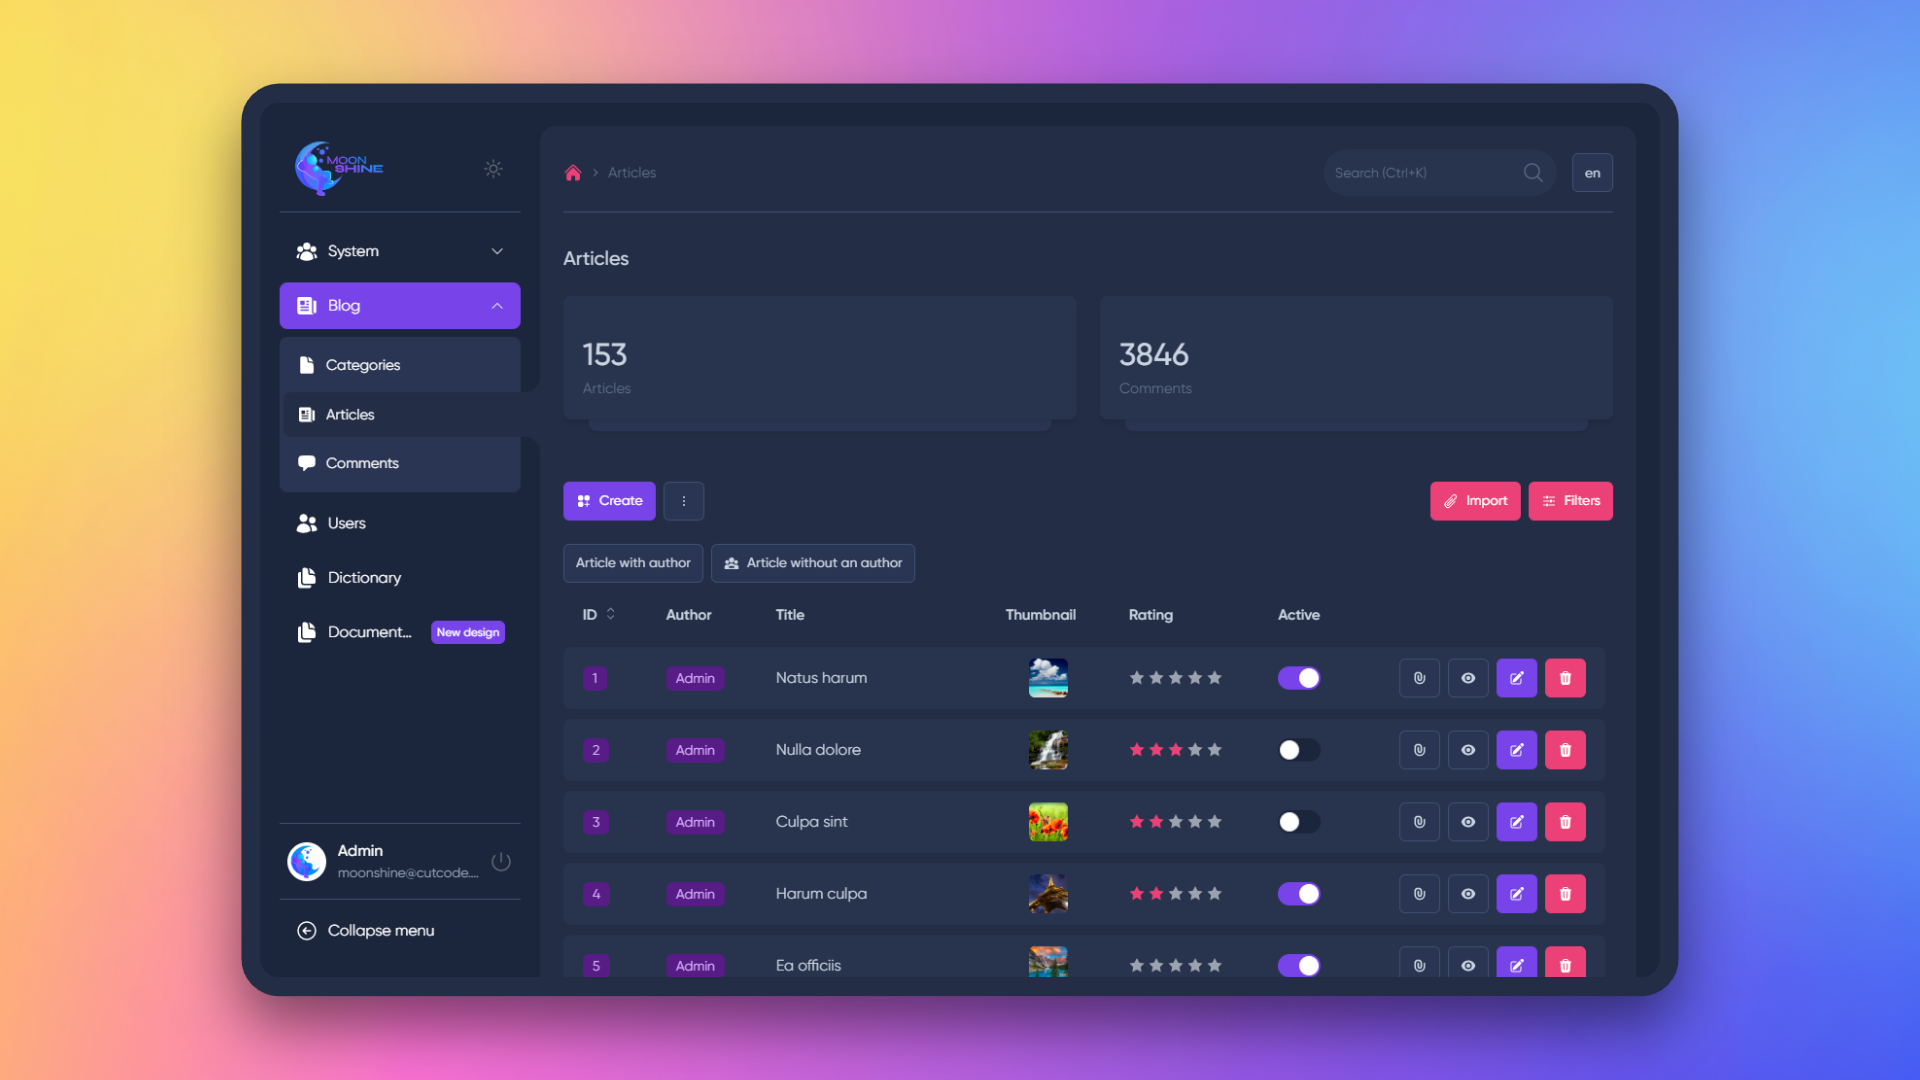 MOON
SHINE
System
Blog
Categories
Articles
Comments
Users
Dictionary
Document... New design
Admin
moonshine@cutcode....
Collapse menu
Articles
Search (Ctrl+K)
en
Articles
153
Articles
3846
Comments
Create
Import
Filters
Article with author
Article without an author
ID Author Title Thumbnail Rating Active
1 Admin Natus harum
2 Admin Nulla dolore
3 Admin Culpa sint
4 Admin Harum culpa
5 Admin Ea officiis